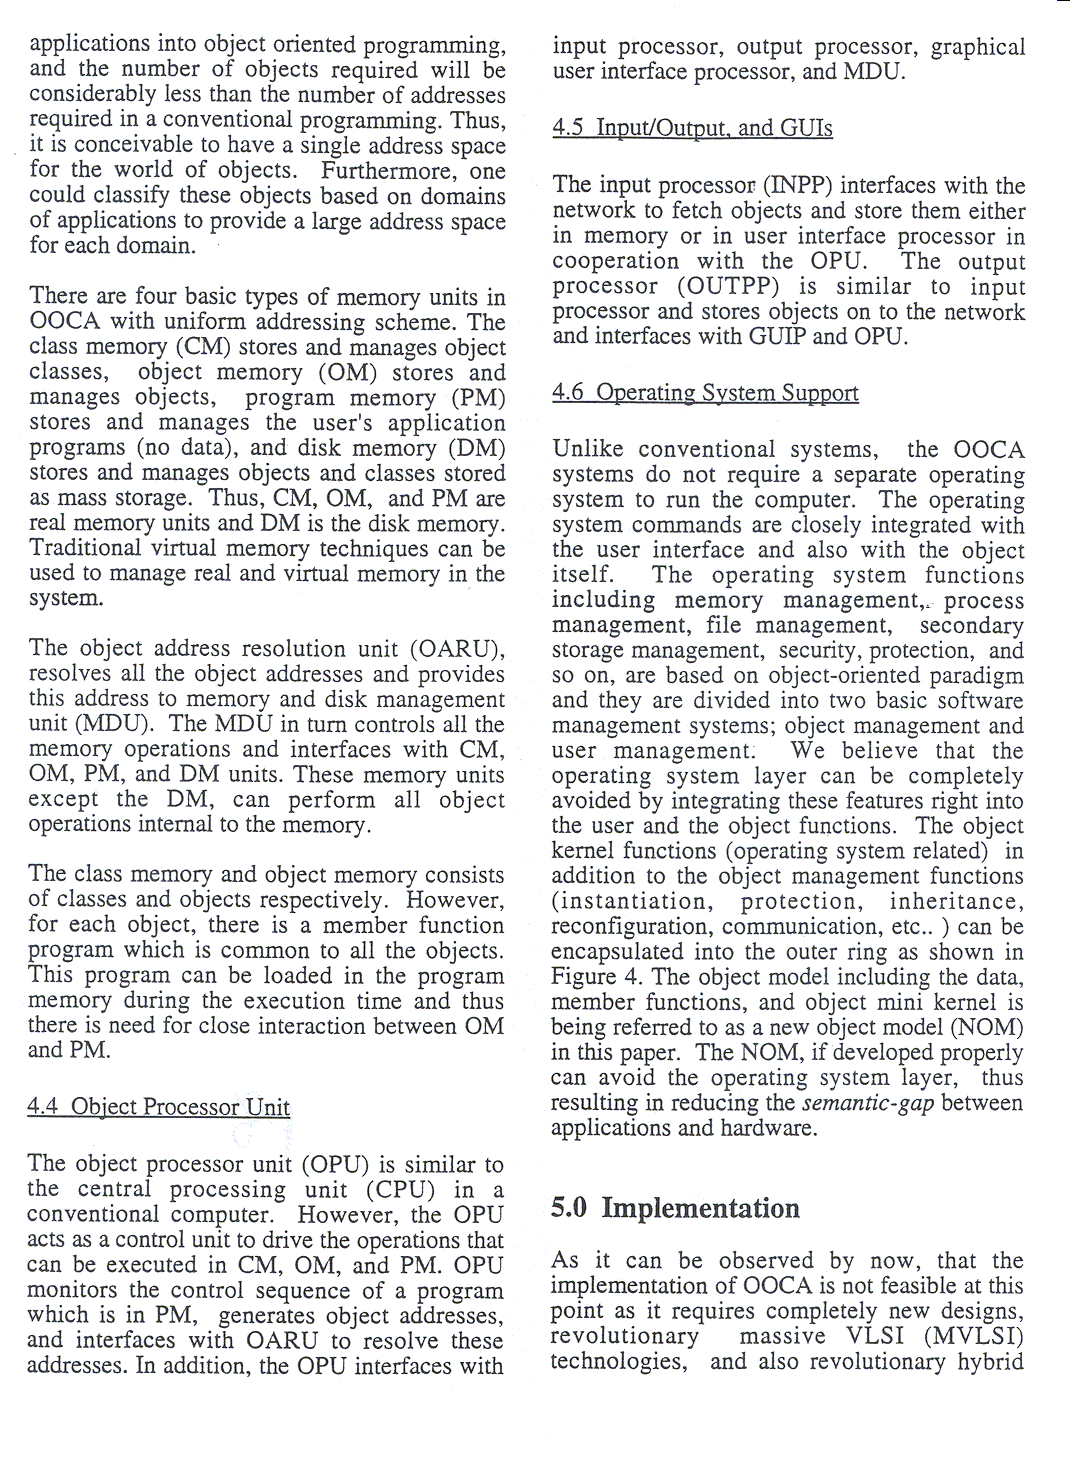 applications into object oriented programming,
and the number of objects required will be
considerably less than the number of addresses
required in a conventional programming. Thus,
it is conceivable to have a single address space
for the world of objects. Furthermore, one
could classify these objects based on domains
of applications to provide a large address space
for each domain.
There are four basic types of memory units in
OOCA with uniform addressing scheme. The
class memory (CM) stores and manages object
classes, object memory (OM) stores and
manages objects, program memory (PM)
stores and manages the user's application
programs (no data), and disk memory (DM)
stores and manages objects and classes stored
as mass storage. Thus, CM, OM, and PM are
real memory units and DM is the disk memory.
Traditional virtual memory techniques can be
used to manage real and virtual memory in the
system.
The object address resolution unit (OARU),
resolves all the object addresses and provides
this address to memory and disk management
unit (MDU). The MDU in turn controls all the
memory operations and interfaces with CM,
OM, PM, and DM units. These memory units
except the DM, can perform all object
operations internal to the memory.
The class memory and object memory consists
of classes and objects respectively. However,
for each object, there is a member function
program which is common to all the objects.
This program can be loaded in the program
memory during the execution time and thus
there is need for close interaction between OM
and PM.
4.4 Object Processor Unit
The object processor unit (OPU) is similar to
the central processing unit (CPU) in a
conventional computer. However, the OPU
acts as a control unit to drive the operations that
can be executed in CM, OM, and PM. OPU
monitors the control sequence of a program
which is in PM, generates object addresses,
and interfaces with OARU to resolve these
addresses. In addition, the OPU interfaces with
input processor, output processor, graphical
user interface processor, and MDU.
4.5 Input/Output, and GUIs
The input processor (INPP) interfaces with the
network to fetch objects and store them either
in memory or in user interface processor in
cooperation with the OPU. The output
processor (OUTPP) is similar to input
processor and stores objects on to the network
and interfaces with GUIP and OPU.
4.6 Operating System Support
Unlike conventional systems, the OOCA
systems do not require a separate operating
system to run the computer. The operating
system commands are closely integrated with
the user interface and also with the object
itself. The operating system functions
including memory management, process
management, file management, secondary
storage management, security, protection, and
so on, are based on object-oriented paradigm
and they are divided into two basic software
management systems; object management and
user management. We believe that the
operating system layer can be completely
avoided by integrating these features right into
the user and the object functions. The object
kernel functions (operating system related) in
addition to the object management functions
(instantiation, protection, inheritance,
reconfiguration, communication, etc.. ) can be
encapsulated into the outer ring as shown in
Figure 4. The object model including the data,
member functions, and object mini kernel is
being referred to as a new object model (NOM)
in this paper. The NOM, if developed properly
can avoid the operating system layer, thus
resulting in reducing the semantic-gap between
applications and hardware.
5.0 Implementation
As it can be observed by now, that the
implementation of OOCA is not feasible at this
point as it requires completely new designs,
revolutionary massive VLSI (MVLSI)
technologies, and also revolutionary hybrid